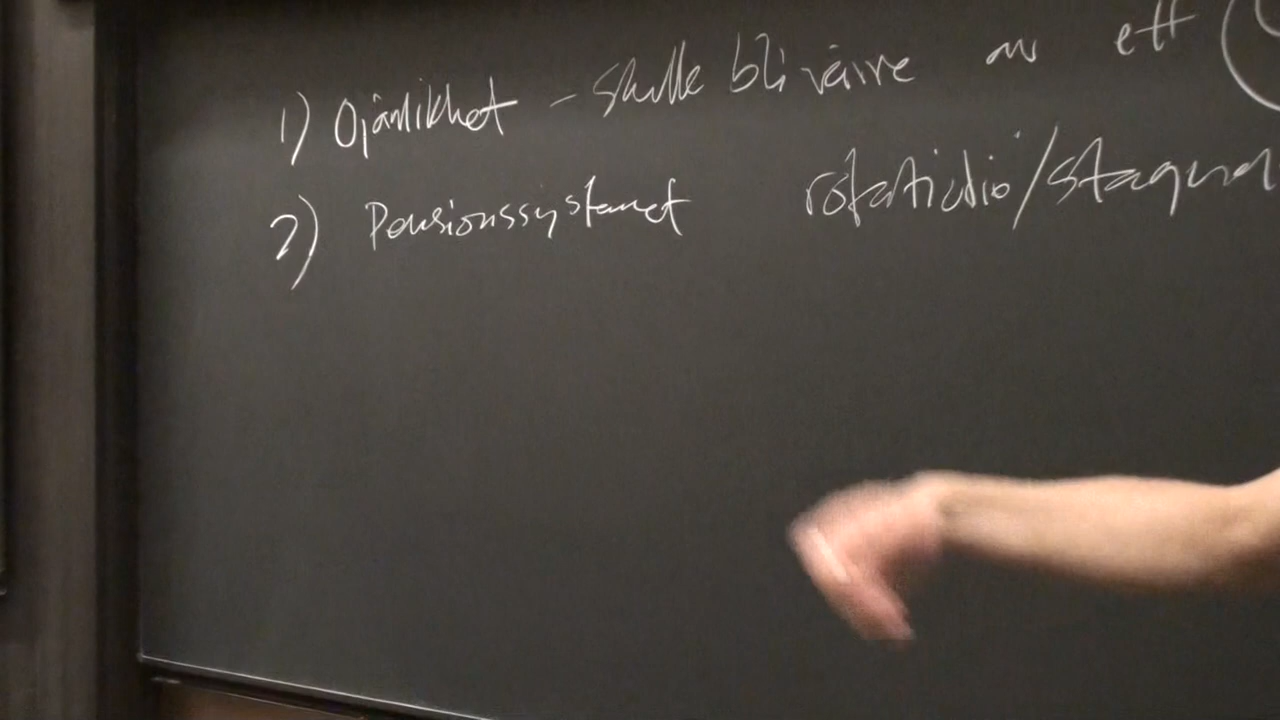 1) Ojämlikhet – skulle bli värre av ett
2) Pensionssystemet